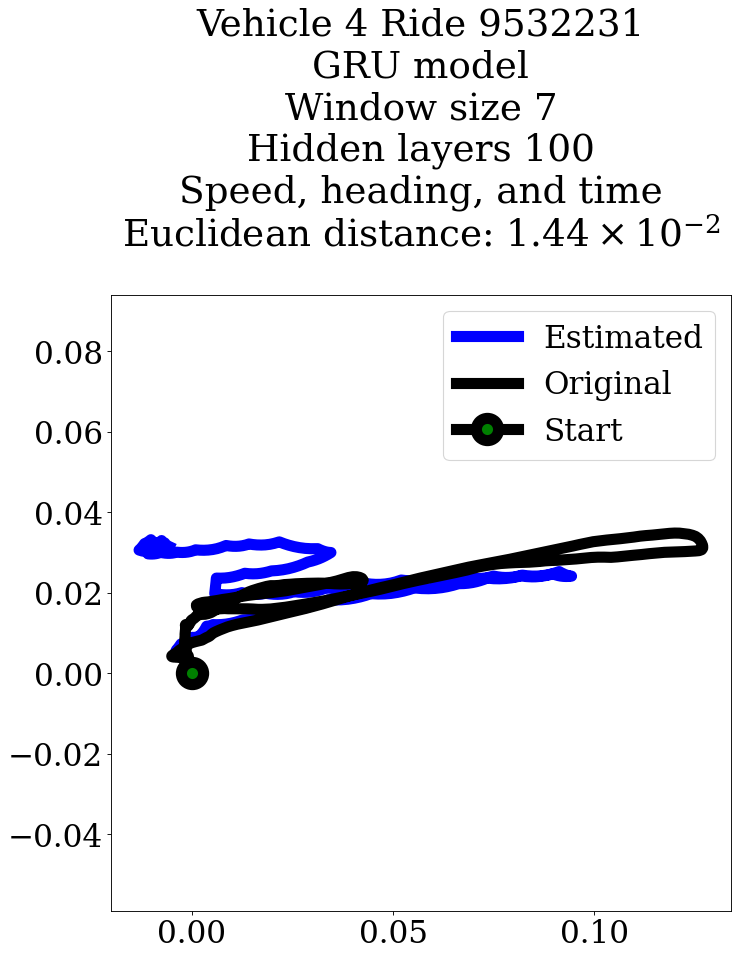 Vehicle 4 Ride 9532231
GRU model
Window size 7
Hidden layers 100
Speed, heading, and time
Euclidean distance: 1.44 × 10⁻²
Estimated
Original
Start
0.08
0.06
0.04
0.02
0.00
−0.02
−0.04
0.00 0.05 0.10